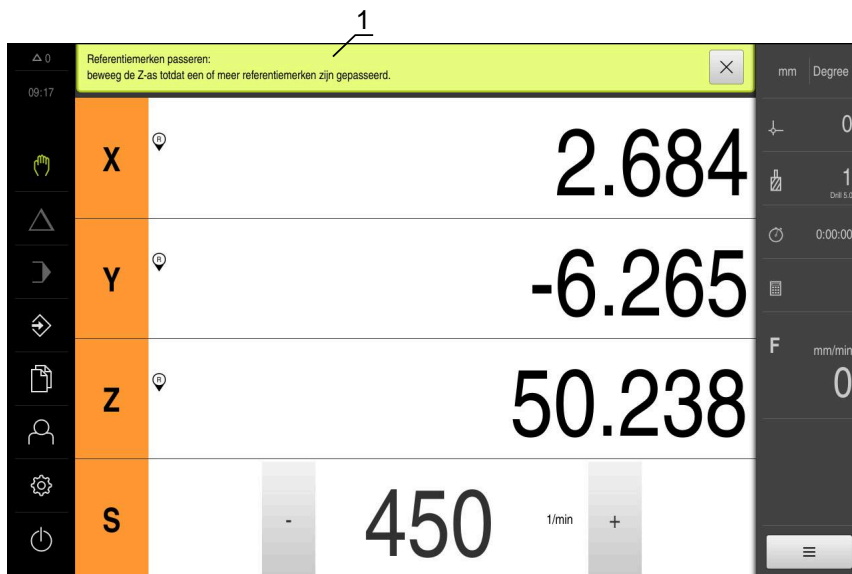 1
0
Referentiemerken passeren:
beweeg de Z-as totdat een of meer referentiemerken zijn gepasseerd.
mm
Degree
09:17
X
R
2.684
0
1
Drill 5.0
Y
R
-6.265
0:00:00
Z
R
50.238
F
mm/min
0
S
-
450
1/min
+